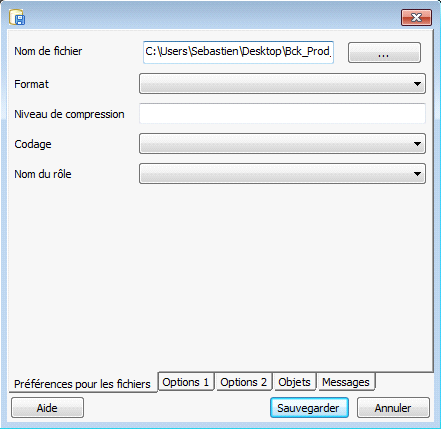 Nom de fichier
C:\Users\Sebastien\Desktop\Bck_Prod_
...
Format
Niveau de compression
Codage
Nom du rôle
Préférences pour les fichiers
Options 1
Options 2
Objets
Messages
Aide
Sauvegarder
Annuler